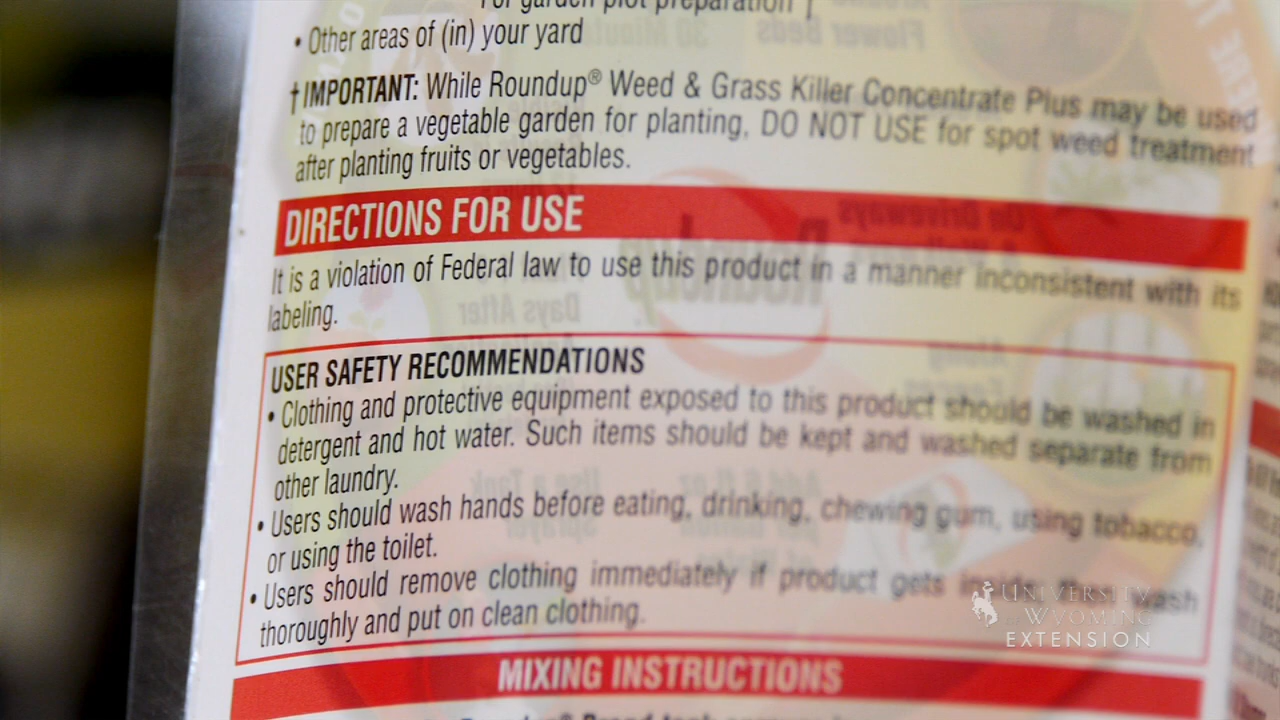 For garden plot preparation †
• Other areas of (in) your yard
† IMPORTANT: While Roundup® Weed & Grass Killer Concentrate Plus may be used
to prepare a vegetable garden for planting, DO NOT USE for spot weed treatment
after planting fruits or vegetables.
DIRECTIONS FOR USE
It is a violation of Federal law to use this product in a manner inconsistent with its
labeling.
USER SAFETY RECOMMENDATIONS
• Clothing and protective equipment exposed to this product should be washed in
detergent and hot water. Such items should be kept and washed separate from
other laundry.
• Users should wash hands before eating, drinking, chewing gum, using tobacco,
or using the toilet.
• Users should remove clothing immediately if product gets inside, then wash
thoroughly and put on clean clothing.
MIXING INSTRUCTIONS
UNIVERSITY
OF WYOMING
EXTENSION